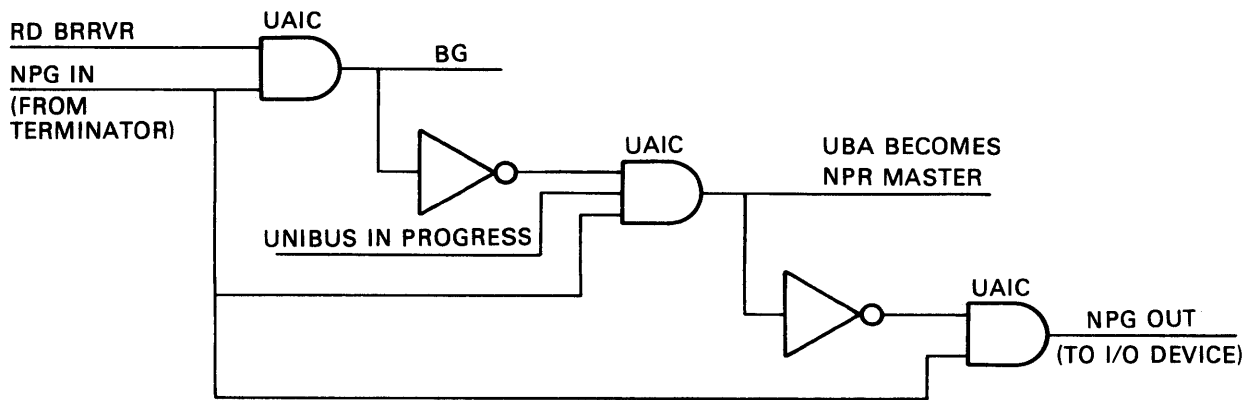 UAIC
RD BRRVR
BG
NPG IN
(FROM
TERMINATOR)
UAIC
UBA BECOMES
NPR MASTER
UNIBUS IN PROGRESS
UAIC
NPG OUT
(TO I/O DEVICE)